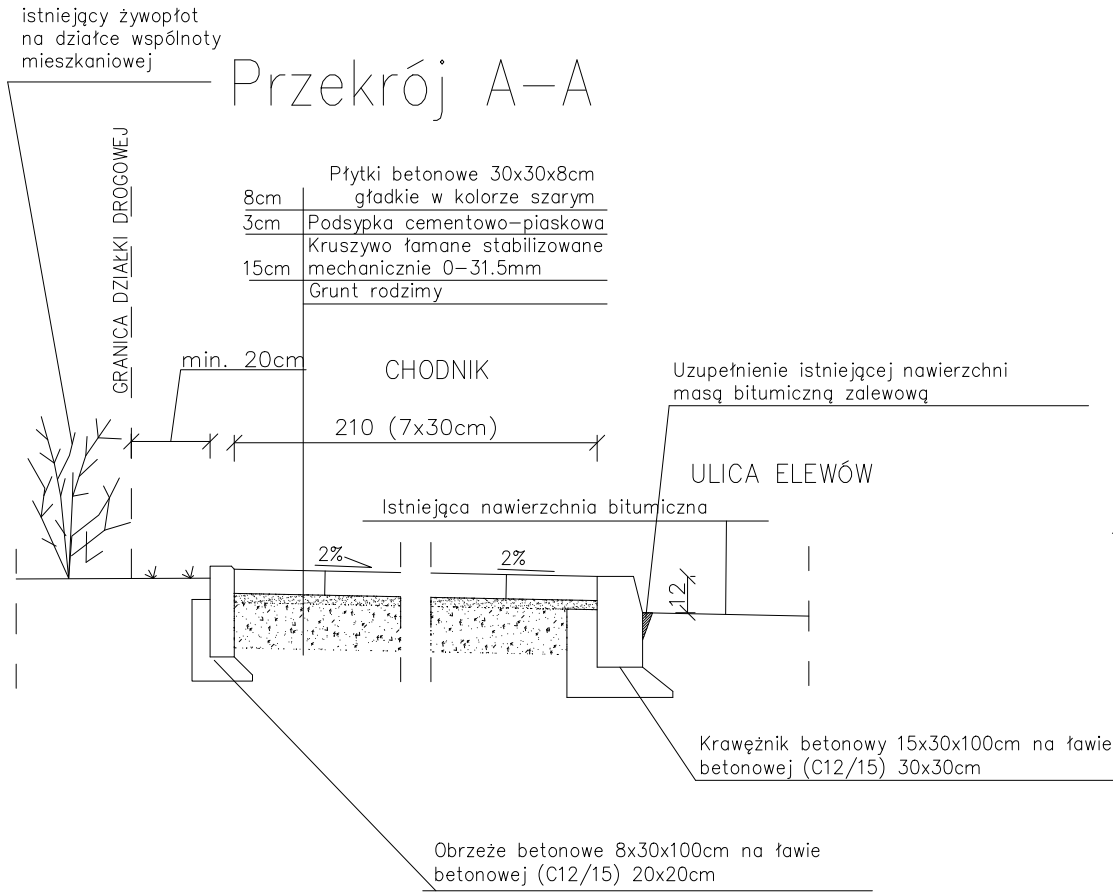 istniejący żywopłot
na działce wspólnoty
mieszkaniowej
Przekrój A-A
GRANICA DZIAŁKI DROGOWEJ
Płytki betonowe 30x30x8cm
8cm gładkie w kolorze szarym
3cm Podsypka cementowo-piaskowa
Kruszywo łamane stabilizowane
15cm mechanicznie 0-31.5mm
Grunt rodzimy
min. 20cm
CHODNIK
Uzupełnienie istniejącej nawierzchni
masą bitumiczną zalewową
210 (7x30cm)
ULICA ELEWÓW
Istniejąca nawierzchnia bitumiczna
2%
2%
12
Krawężnik betonowy 15x30x100cm na ławie
betonowej (C12/15) 30x30cm
Obrzeże betonowe 8x30x100cm na ławie
betonowej (C12/15) 20x20cm